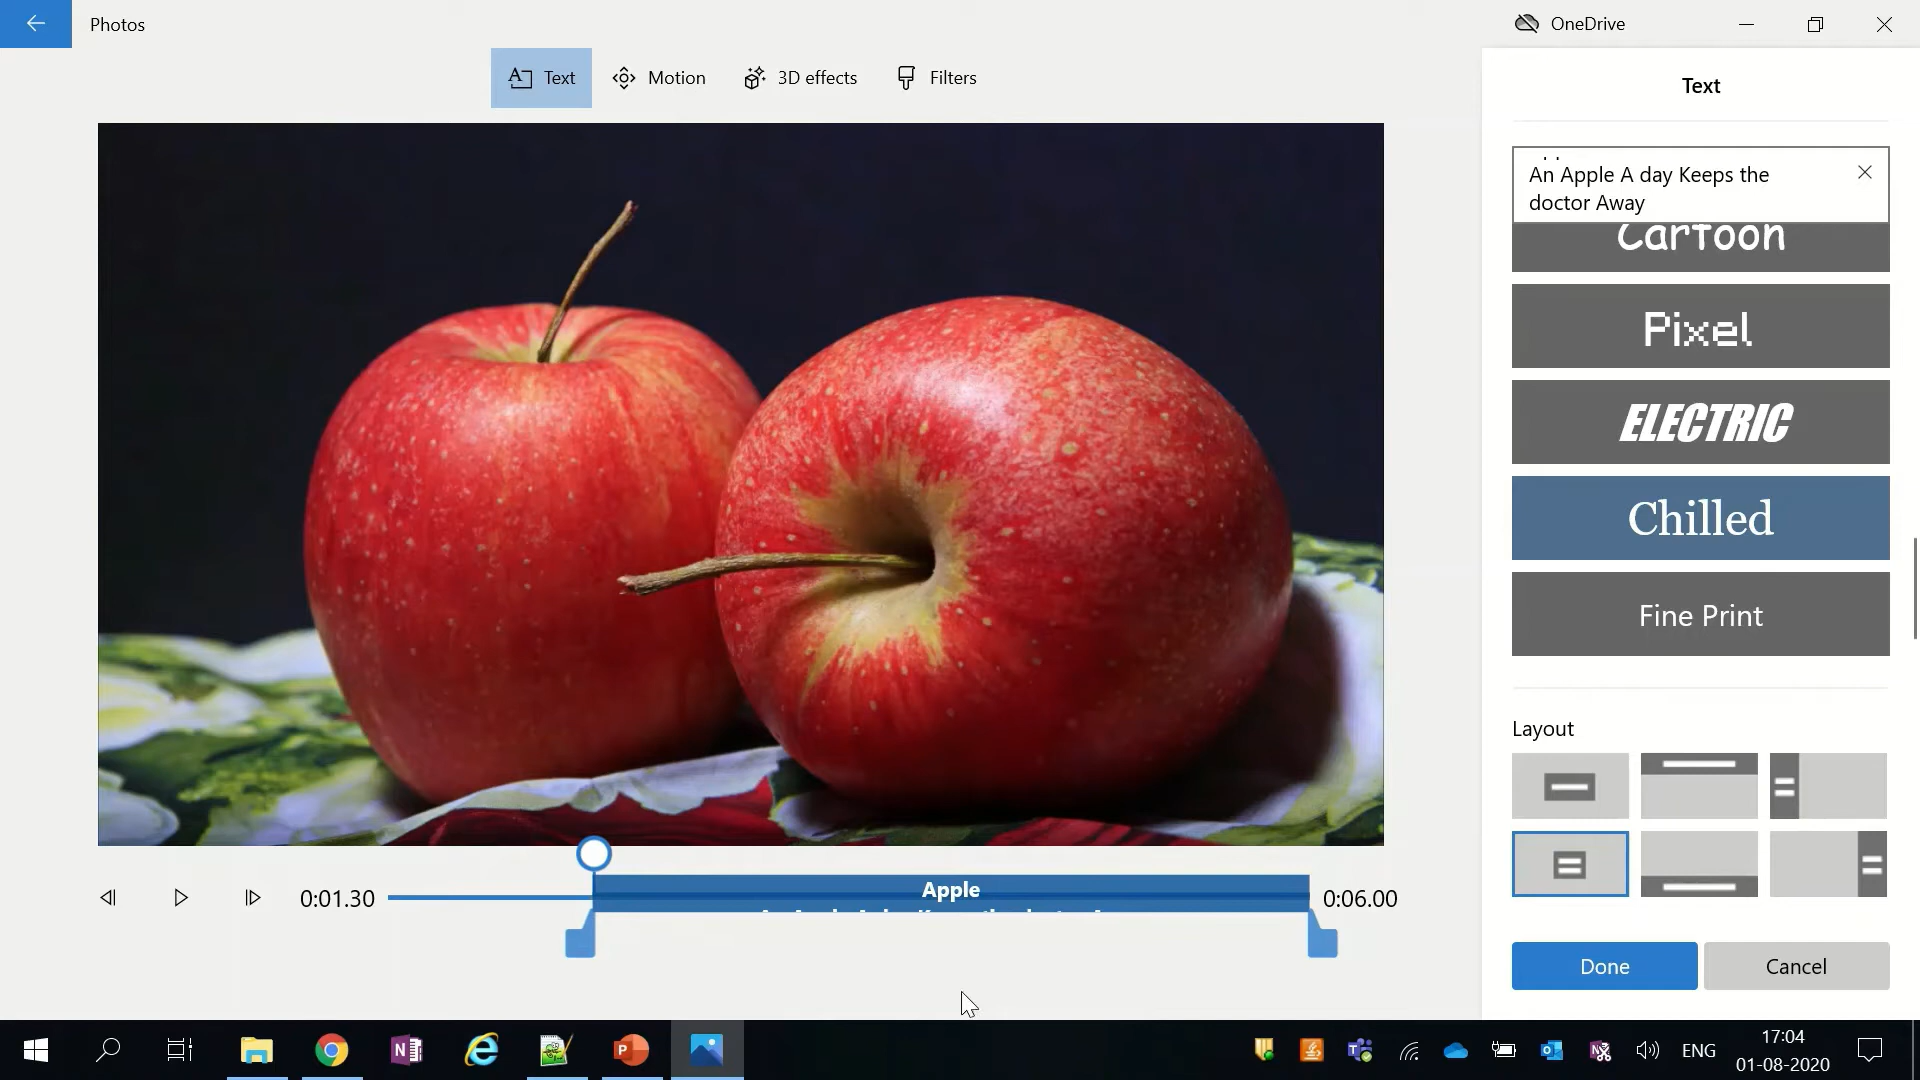 Photos
OneDrive
Text
Motion
3D effects
Filters
Text
An Apple A day Keeps the
doctor Away
Cartoon
Pixel
ELECTRIC
Chilled
Fine Print
Layout
0:01.30
Apple
0:06.00
Done
Cancel
ENG
17:04
01-08-2020